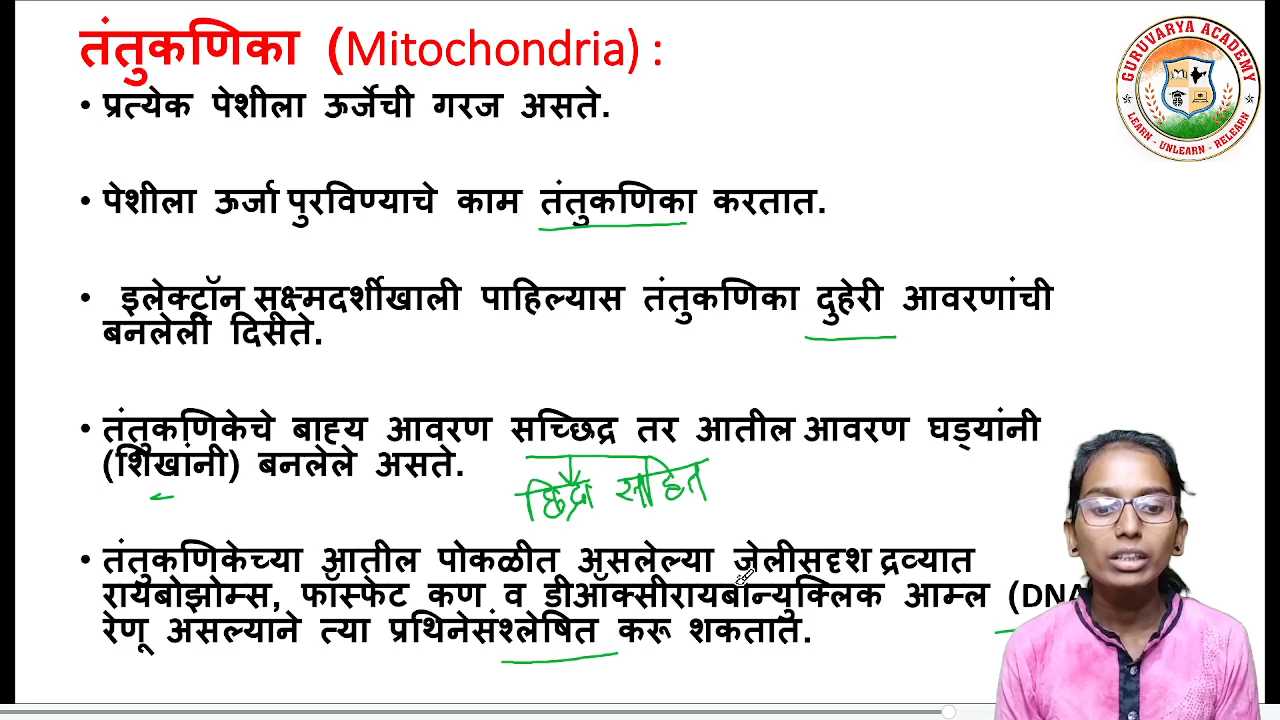 तंतुकणिका (Mitochondria) :
• प्रत्येक पेशीला ऊर्जेची गरज असते.
• पेशीला ऊर्जा पुरविण्याचे काम तंतुकणिका करतात.
• इलेक्ट्रॉन सूक्ष्मदर्शीखाली पाहिल्यास तंतुकणिका दुहेरी आवरणांची
बनलेली दिसते.
• तंतुकणिकेचे बाह्य आवरण सच्छिद्र तर आतील आवरण घड्यांनी
(शिखांनी) बनलेले असते.
छिद्रा सहित
• तंतुकणिकेच्या आतील पोकळीत असलेल्या जेलीसदृश द्रव्यात
रायबोझोम्स, फॉस्फेट कण व डीऑक्सीरायबॉन्युक्लिक आम्ल (DNA
रेणू असल्याने त्या प्रथिनेसंश्लेषित करू शकतात.
GURUVARYA ACADEMY
LEARN - UNLEARN - RELEARN